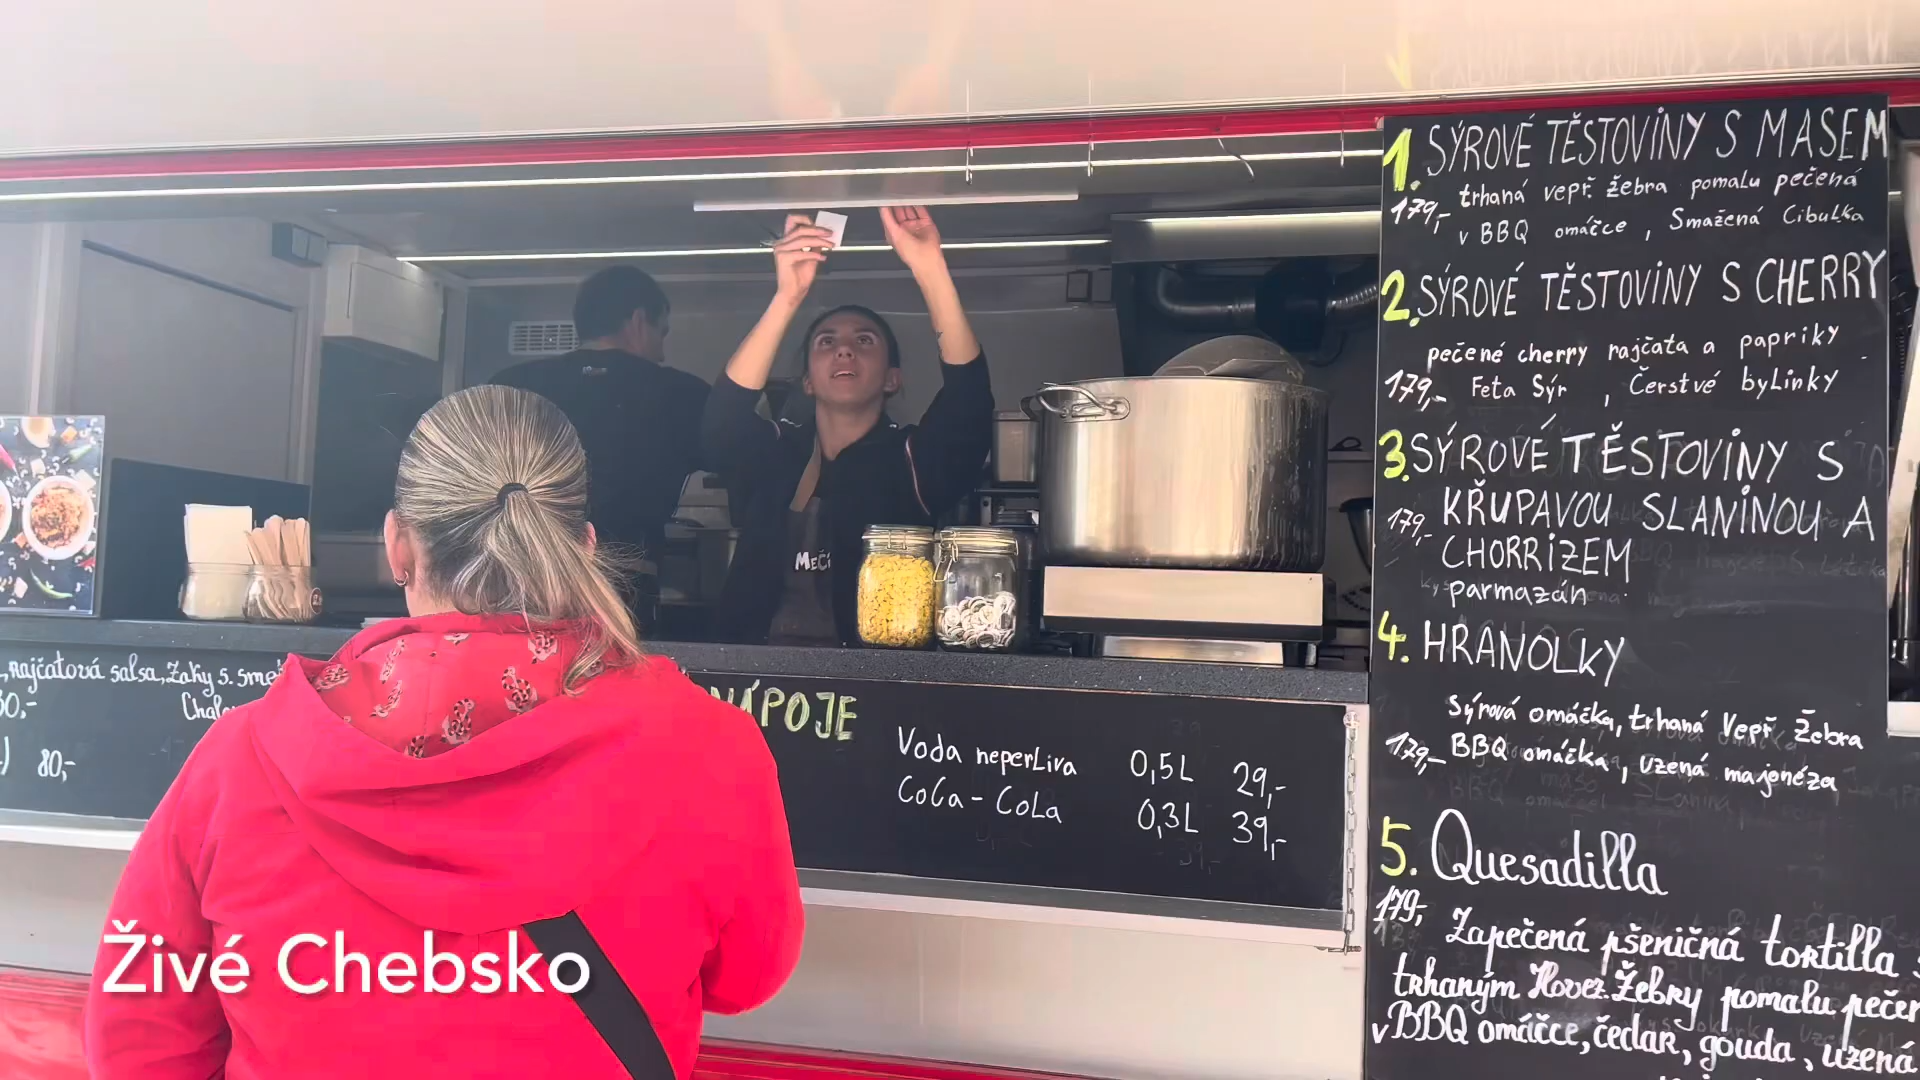 1. SÝROVÉ TĚSTOVINY S MASEM
trhaná vepř. žebra pomalu pečená
179,-
v BBQ omáčce, Smažená Cibulka
2. SÝROVÉ TĚSTOVINY S CHERRY
pečené cherry rajčata a papriky
179,- Feta Sýr, Čerstvé byLinky
3. SÝROVÉ TĚSTOVINY S
179,- KŘUPAVOU SLANINOU A
CHORRIZEM
parmazán
4. HRANOLKY
Sýrová omáčka, trhaná Vepř. Žebra
179,- BBQ omáčka, uzená majonéza
5. Quesadilla
179,-
Zapečená pšeničná tortilla
trhaným Hovez. Žebry pomalu pečen
v BBQ omáčce, čedar, gouda, uzená
, Rajčatová salsa, Zaky s. sme
80,-
NÁPOJE
Voda neperLiva 0,5L 29,-
CoCa-CoLa 0,3L 39,-
Živé Chebsko